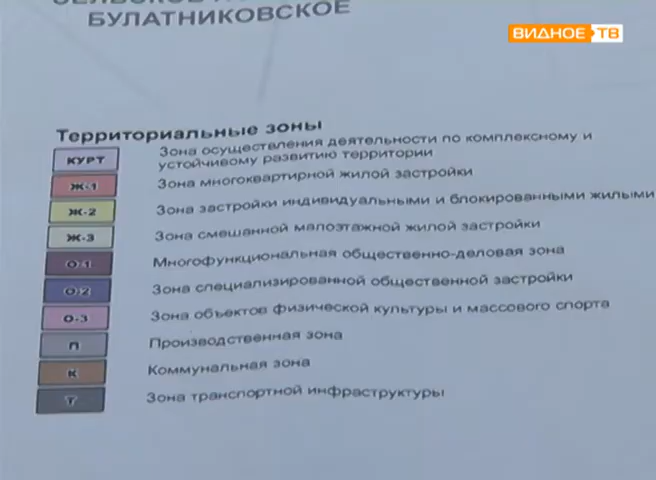 БУЛАТНИКОВСКОЕ
ВИДНОЕ ТВ
Территориальные зоны
КУРТ Зона осуществления деятельности по комплексному и
устойчивому развитию территории
Ж-1 Зона многоквартирной жилой застройки
Ж-2 Зона застройки индивидуальными и блокированными жилыми
Ж-3 Зона смешанной малоэтажной жилой застройки
О-1 Многофункциональная общественно-деловая зона
О-2 Зона специализированной общественной застройки
О-3 Зона объектов физической культуры и массового спорта
П Производственная зона
К Коммунальная зона
Т Зона транспортной инфраструктуры